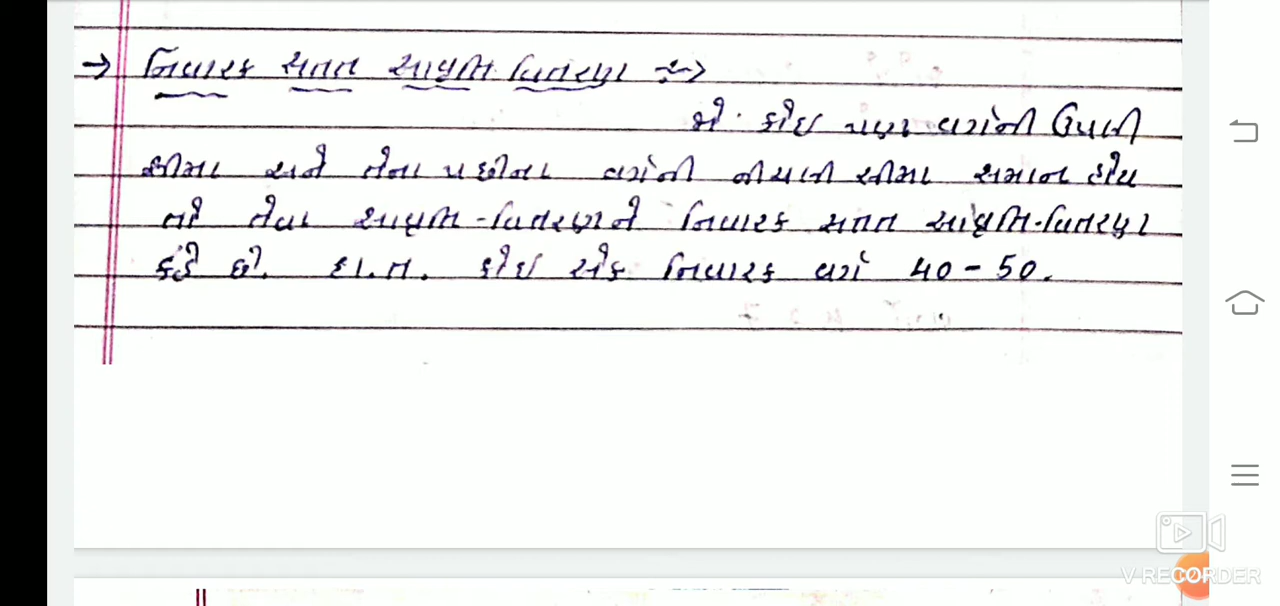 → નિવારક સતત આવૃત્તિ વિતરણ :->
જો કોઇ પણ વર્ગની ઉપલી
સીમા અને તેના પછીના વર્ગની નીચલી સીમા સમાન હોય
તો તેવા આવૃત્તિ-વિતરણને નિવારક સતત આવૃત્તિ-વિતરણ
કહે છે. દા.ત. કોઇ એક નિવારક વર્ગ 40-50.
V RECORDER